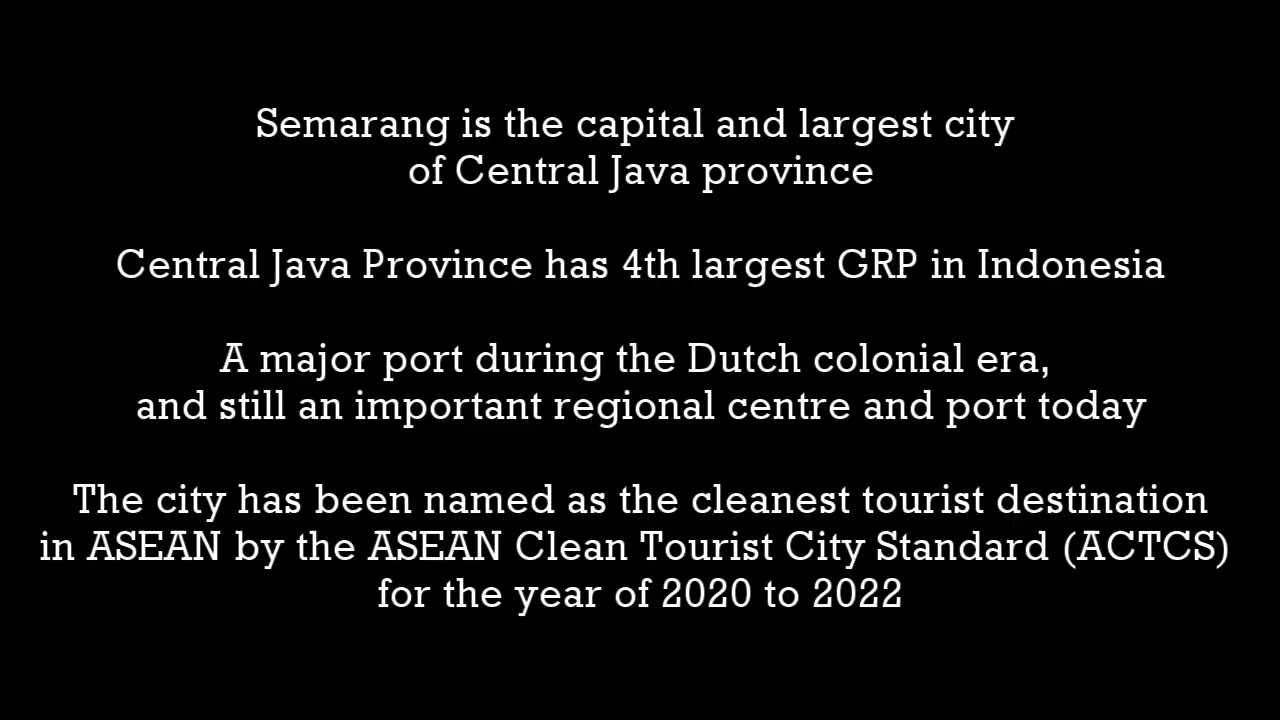 Semarang is the capital and largest city
of Central Java province
Central Java Province has 4th largest GRP in Indonesia
A major port during the Dutch colonial era,
and still an important regional centre and port today
The city has been named as the cleanest tourist destination
in ASEAN by the ASEAN Clean Tourist City Standard (ACTCS)
for the year of 2020 to 2022